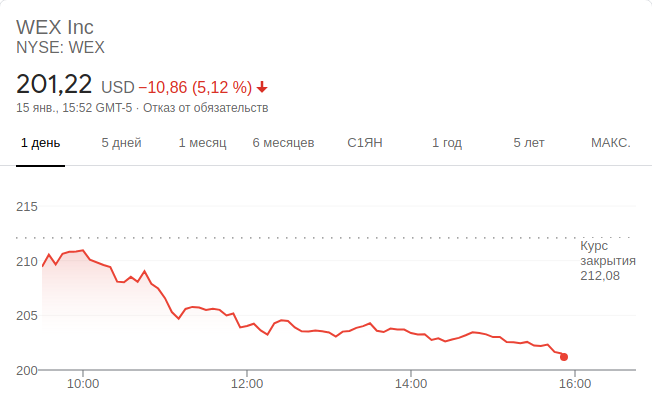 WEX Inc
NYSE: WEX
201,22 USD −10,86 (5,12 %)
15 янв., 15:52 GMT-5 · Отказ от обязательств
1 день 5 дней 1 месяц 6 месяцев С1ЯН 1 год 5 лет МАКС.
215
Курс
закрытия
212,08
210
205
200
10:00 12:00 14:00 16:00